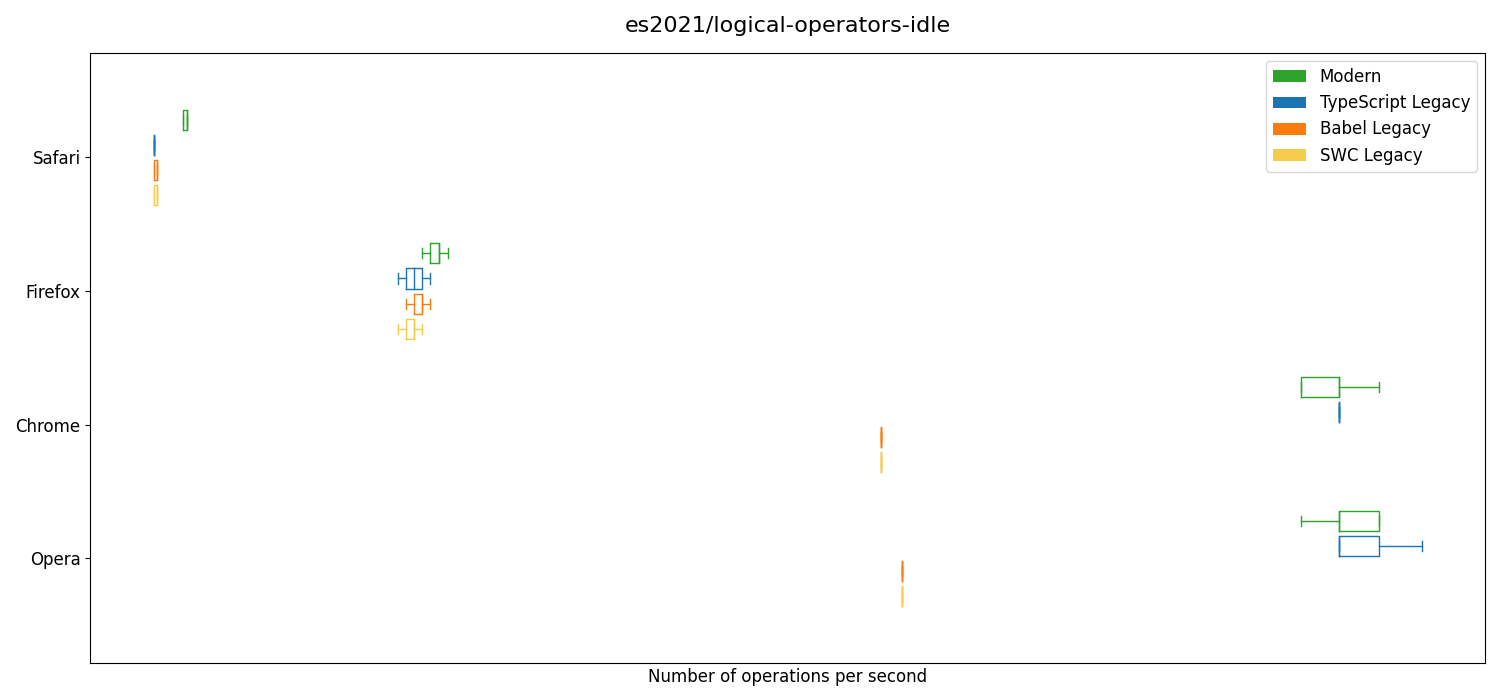 es2021/logical-operators-idle
Modern
TypeScript Legacy
Babel Legacy
SWC Legacy
Safari
Firefox
Chrome
Opera
Number of operations per second